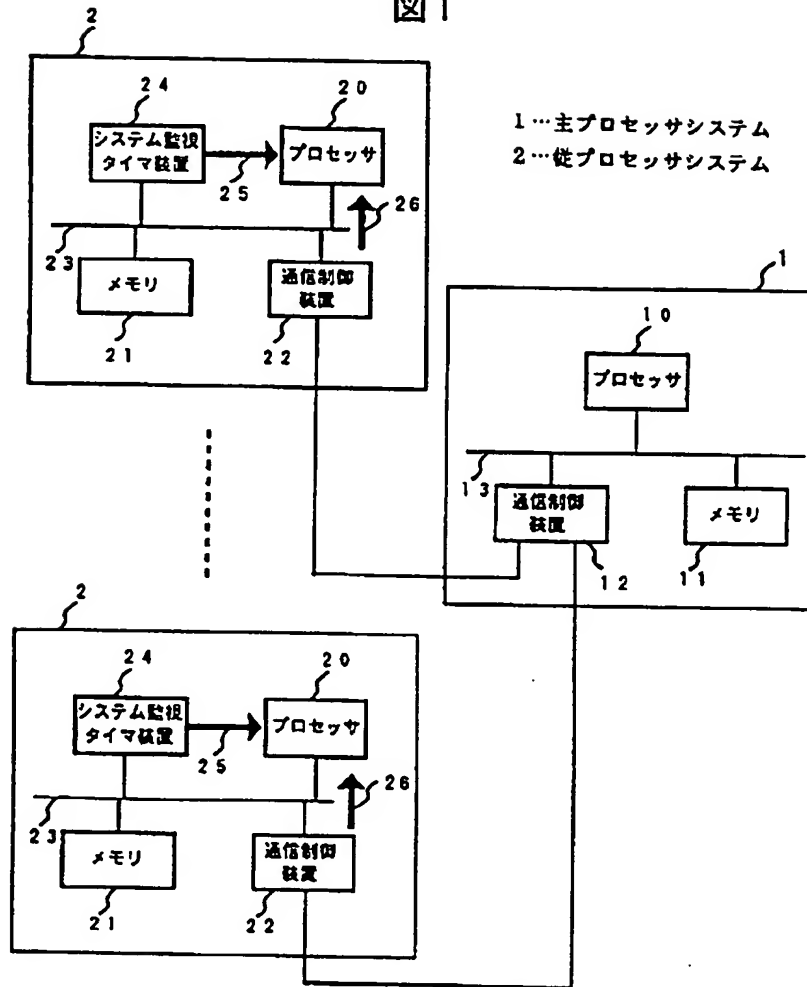 図1
2
24
20
システム監視
タイマ装置
プロセッサ
25
26
23
メモリ
通信制御
装置
21
22
1…主プロセッサシステム
2…従プロセッサシステム
1
10
プロセッサ
13
通信制御
装置
メモリ
12
11
2
24
20
システム監視
タイマ装置
プロセッサ
25
26
23
メモリ
通信制御
装置
21
22